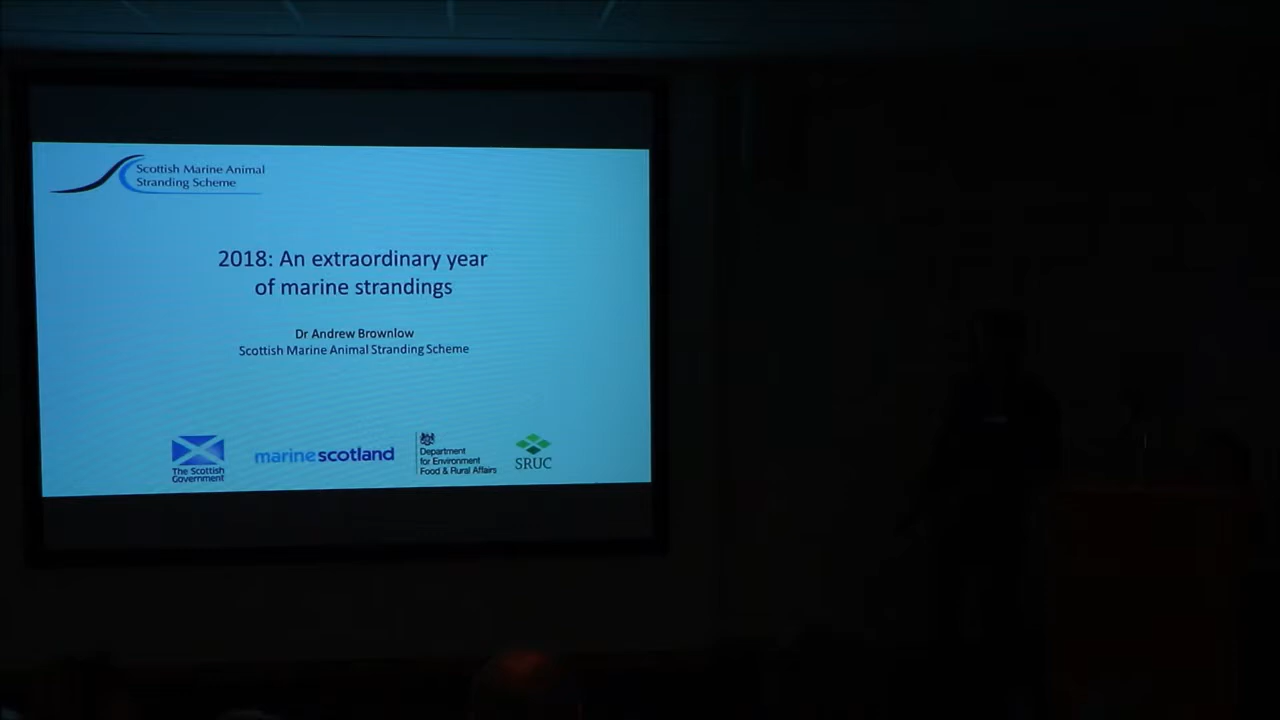 Scottish Marine Animal
Stranding Scheme
2018: An extraordinary year
of marine strandings
Dr Andrew Brownlow
Scottish Marine Animal Stranding Scheme
The Scottish
Government
marinescotland
Department
for Environment
Food & Rural Affairs
SRUC